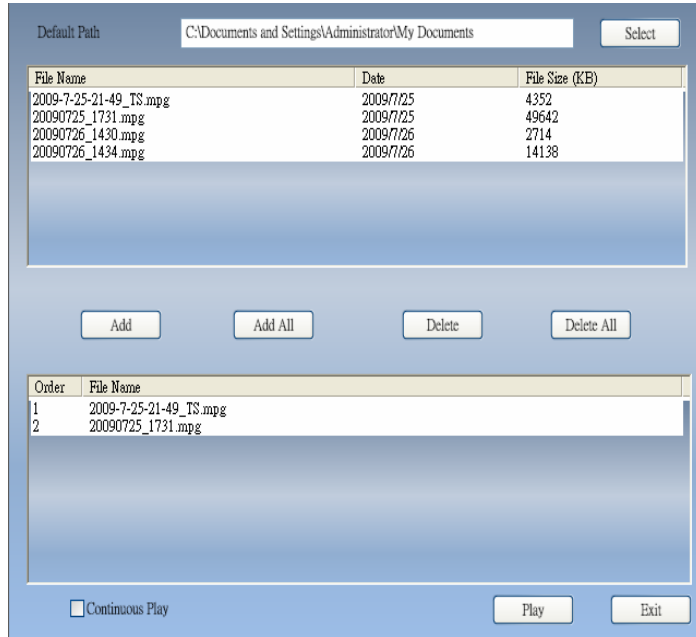 Default Path C:\Documents and Settings\Administrator\My Documents Select
File Name Date File Size (KB)
2009-7-25-21-49_TS.mpg 2009/7/25 4352
20090725_1731.mpg 2009/7/25 49642
20090726_1430.mpg 2009/7/26 2714
20090726_1434.mpg 2009/7/26 14138
Add Add All Delete Delete All
Order File Name
1 2009-7-25-21-49_TS.mpg
2 20090725_1731.mpg
Continuous Play Play Exit